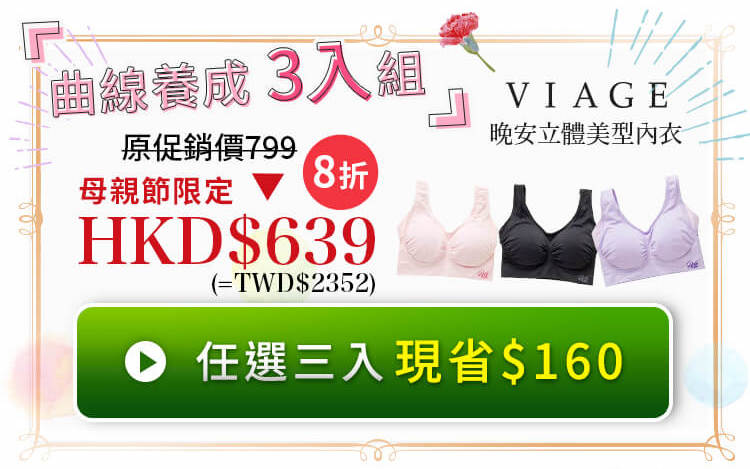 『曲線養成 3入組』
VIAGE
晚安立體美型內衣
原促銷價799
8折
母親節限定 ▼
HKD$639
(=TWD$2352)
任選三入 現省$160